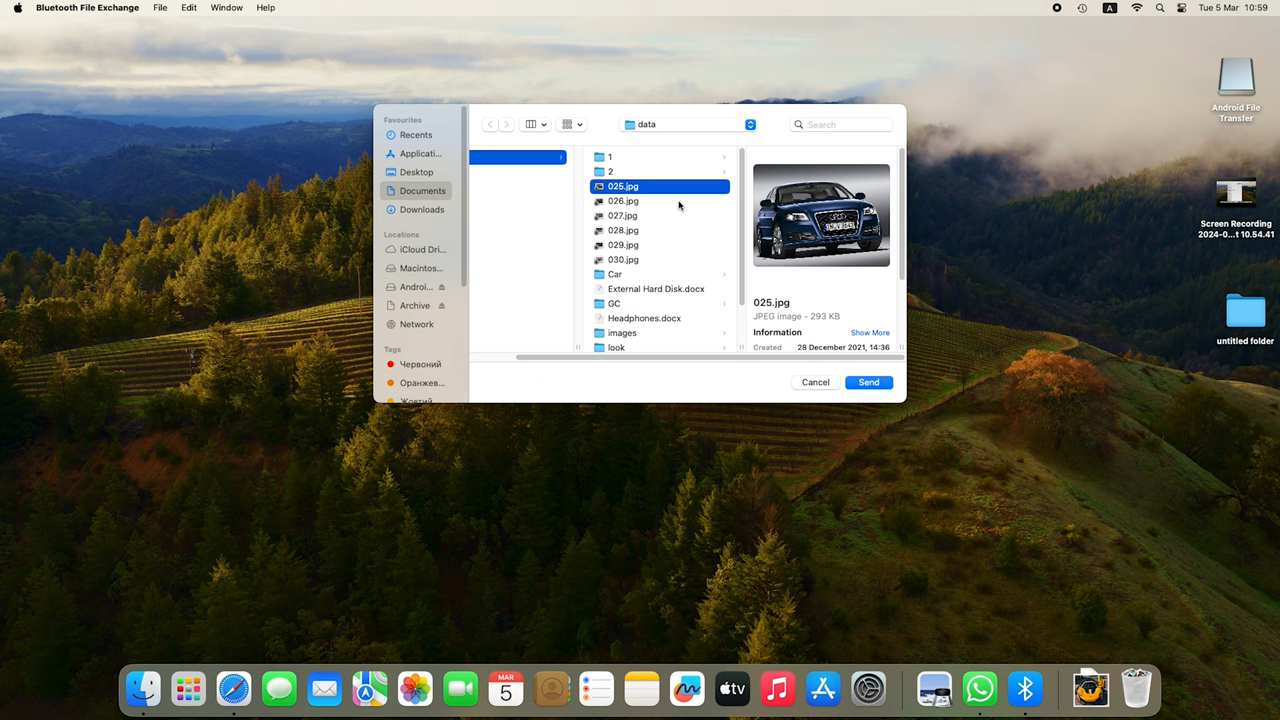 Bluetooth File Exchange File Edit Window Help
A Tue 5 Mar 10:59
Android File
Transfer
Screen Recording
2024-0...t 10.54.41
untitled folder
Favourites
Recents
Applicati...
Desktop
Documents
Downloads
Locations
iCloud Dri...
Macintos...
Androi...
Archive
Network
Tags
Червоний
Оранжев...
Жовтий
data
Search
1
2
025.jpg
026.jpg
027.jpg
028.jpg
029.jpg
030.jpg
Car
External Hard Disk.docx
GC
Headphones.docx
images
look
025.jpg
JPEG image - 293 KB
Information Show More
Created 28 December 2021, 14:36
Cancel Send
MAR
5
tv